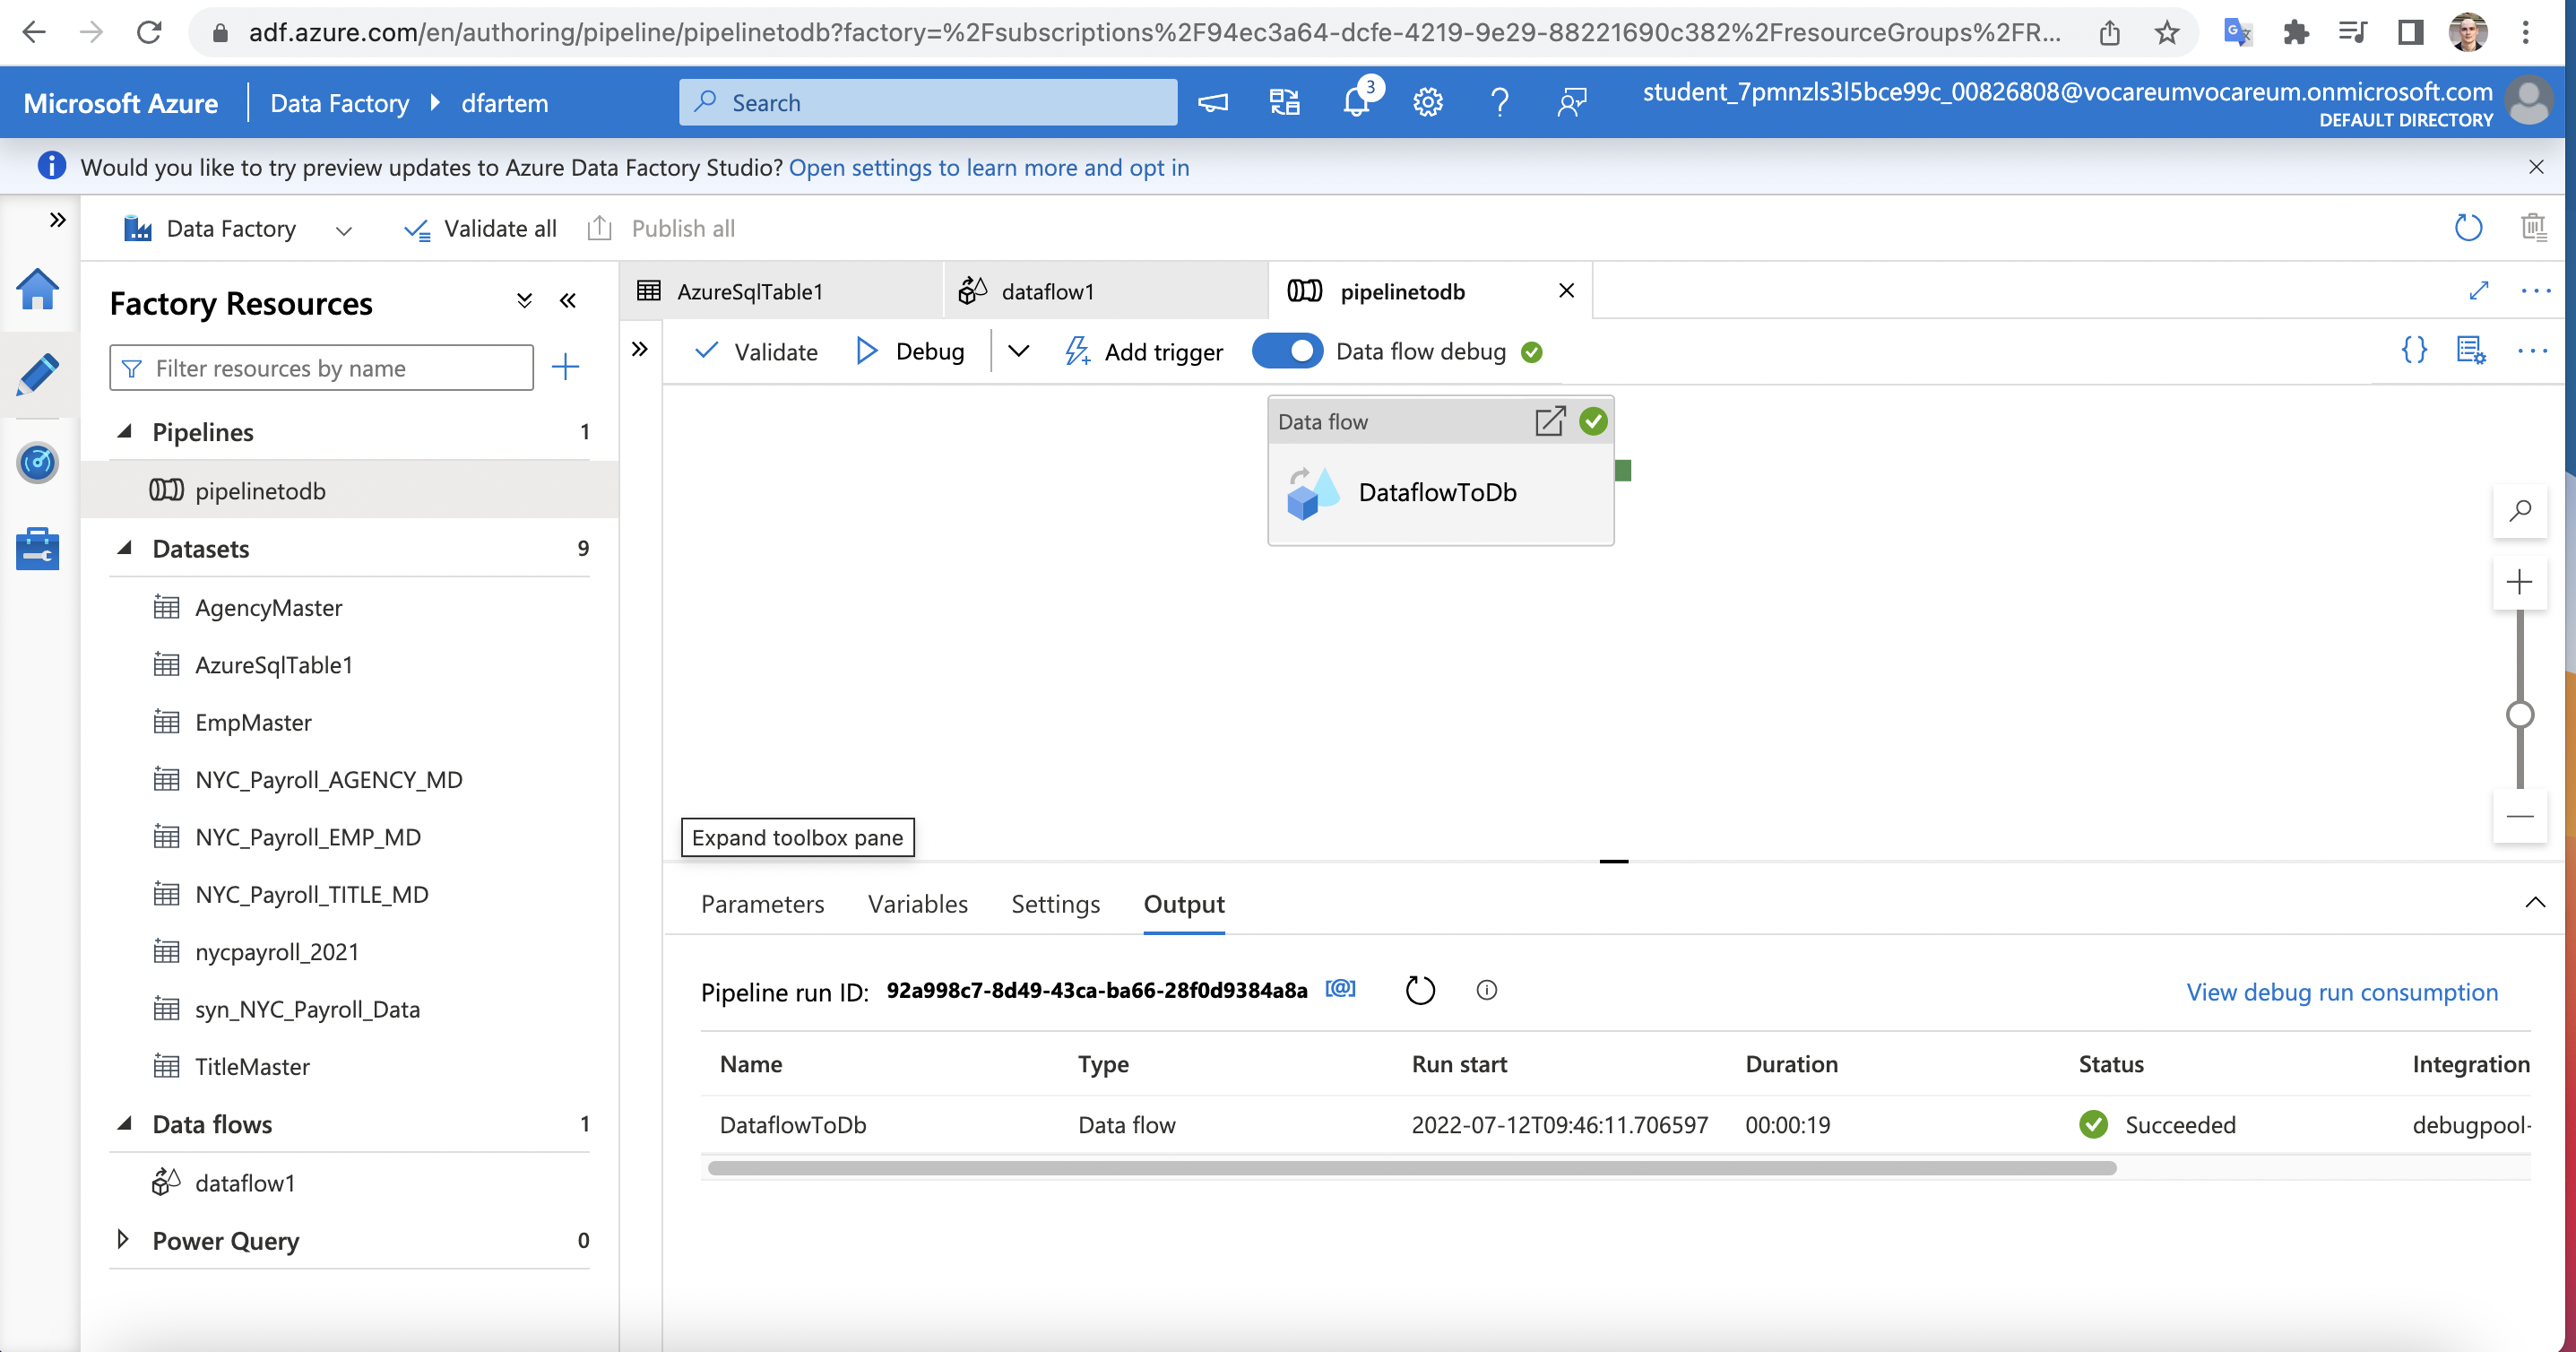 adf.azure.com/en/authoring/pipeline/pipelinetodb?factory=%2Fsubscriptions%2F94ec3a64-dcfe-4219-9e29-88221690c382%2FresourceGroups%2FR...
Microsoft Azure
Data Factory
dfartem
Search
3
student_7pmnzls3l5bce99c_00826808@vocareumvocareum.onmicrosoft.com
DEFAULT DIRECTORY
Would you like to try preview updates to Azure Data Factory Studio? Open settings to learn more and opt in
Data Factory
Validate all
Publish all
Factory Resources
Filter resources by name
Pipelines 1
pipelinetodb
Datasets 9
AgencyMaster
AzureSqlTable1
EmpMaster
NYC_Payroll_AGENCY_MD
NYC_Payroll_EMP_MD
NYC_Payroll_TITLE_MD
nycpayroll_2021
syn_NYC_Payroll_Data
TitleMaster
Data flows 1
dataflow1
Power Query 0
AzureSqlTable1
dataflow1
pipelinetodb
Validate
Debug
Add trigger
Data flow debug
Data flow
DataflowToDb
Expand toolbox pane
Parameters Variables Settings Output
Pipeline run ID: 92a998c7-8d49-43ca-ba66-28f0d9384a8a
View debug run consumption
Name Type Run start Duration Status Integration
DataflowToDb Data flow 2022-07-12T09:46:11.706597 00:00:19 Succeeded debugpool-